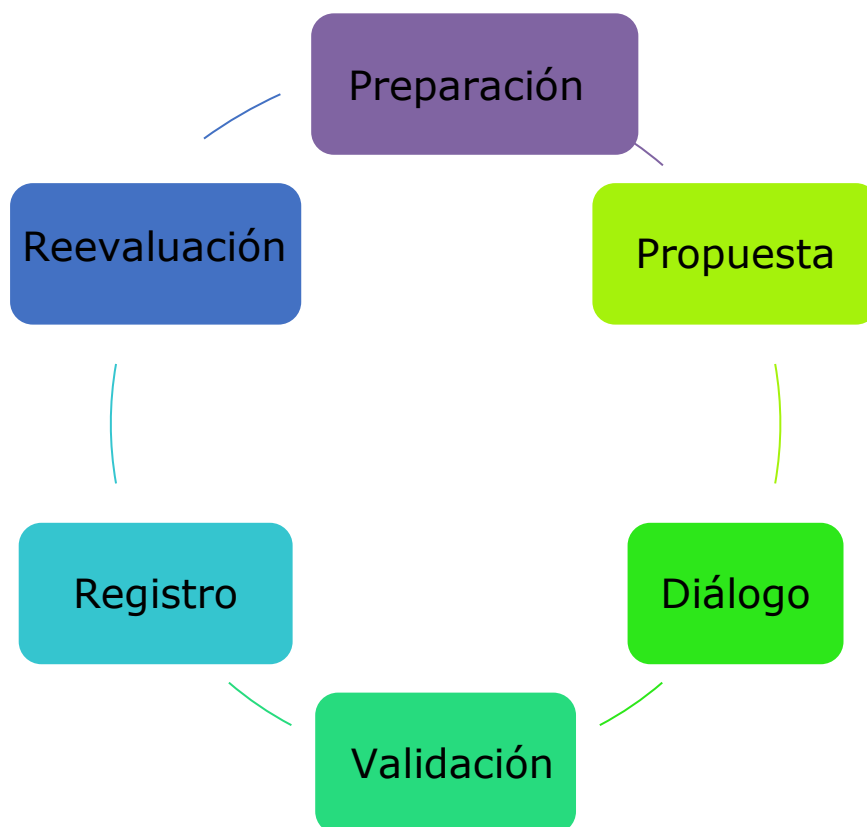 Preparación
Propuesta
Diálogo
Validación
Registro
Reevaluación